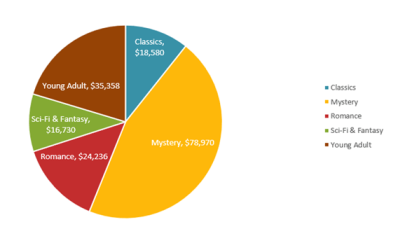 Classics,
$18,580
Young Adult, $35,358
Sci-Fi & Fantasy,
$16,730
Mystery, $78,970
Romance, $24,236
Classics
Mystery
Romance
Sci-Fi & Fantasy
Young Adult